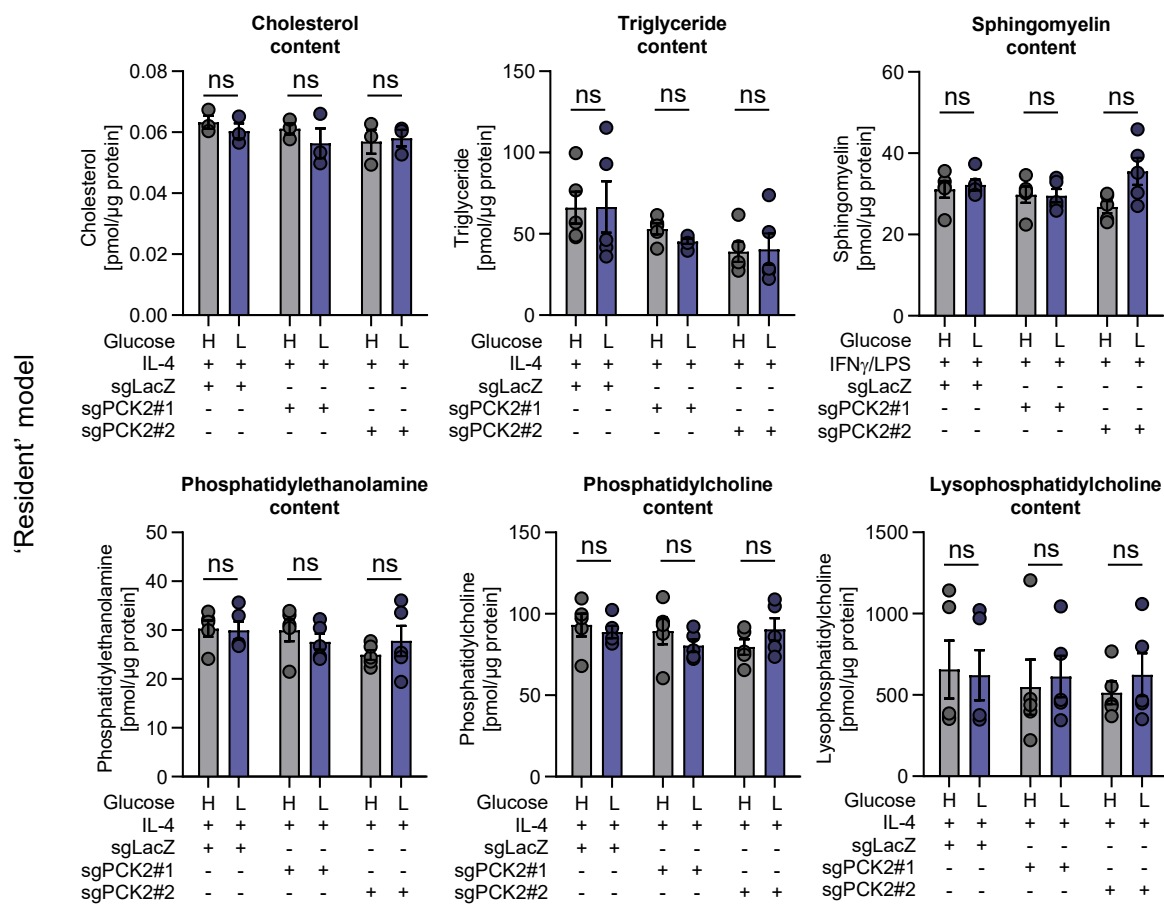 'Resident' model
Cholesterol
content
Cholesterol
[pmol/µg protein]
0.08
0.06
0.04
0.02
0.00
ns ns ns
Glucose H L H L H L
IL-4 + + + + + +
sgLacZ + + - - - -
sgPCK2#1 - - + + - -
sgPCK2#2 - - - - + +
Triglyceride
content
Triglyceride
[pmol/µg protein]
150
100
50
0
ns ns ns
Glucose H L H L H L
IL-4 + + + + + +
sgLacZ + + - - - -
sgPCK2#1 - - + + - -
sgPCK2#2 - - - - + +
Sphingomyelin
content
Sphingomyelin
[pmol/µg protein]
60
40
20
0
ns ns ns
Glucose H L H L H L
IFNγ/LPS + + + + + +
sgLacZ + + - - - -
sgPCK2#1 - - + + - -
sgPCK2#2 - - - - + +
Phosphatidylethanolamine
content
Phosphatidylethanolamine
[pmol/µg protein]
50
40
30
20
10
0
ns ns ns
Glucose H L H L H L
IL-4 + + + + + +
sgLacZ + + - - - -
sgPCK2#1 - - + + - -
sgPCK2#2 - - - - + +
Phosphatidylcholine
content
Phosphatidylcholine
[pmol/µg protein]
150
100
50
0
ns ns ns
Glucose H L H L H L
IL-4 + + + + + +
sgLacZ + + - - - -
sgPCK2#1 - - + + - -
sgPCK2#2 - - - - + +
Lysophosphatidylcholine
content
Lysophosphatidylcholine
[pmol/µg protein]
1500
1000
500
0
ns ns ns
Glucose H L H L H L
IL-4 + + + + + +
sgLacZ + + - - - -
sgPCK2#1 - - + + - -
sgPCK2#2 - - - - + +